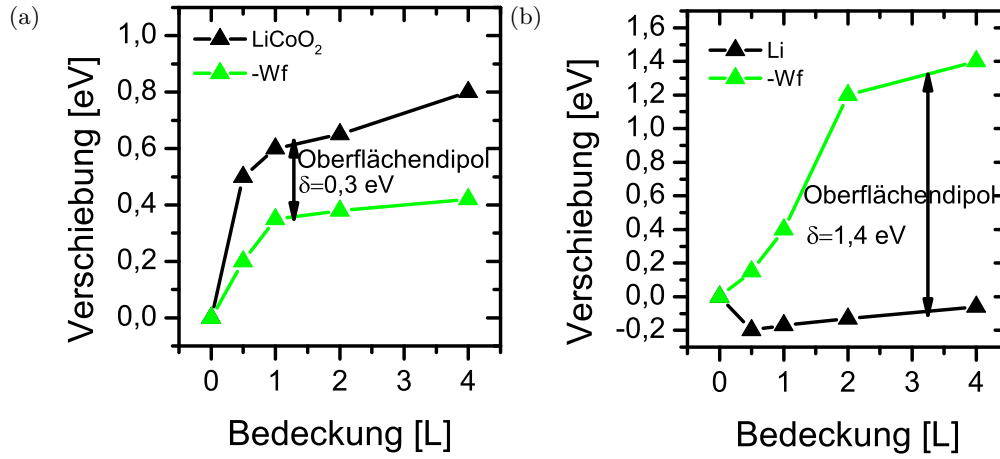 (a)
Verschiebung [eV]
1,0
0,8
0,6
0,4
0,2
0,0
LiCoO₂
-Wf
Oberflächendipol
δ=0,3 eV
0 1 2 3 4
Bedeckung [L]
(b)
Verschiebung [eV]
1,6
1,4
1,2
1,0
0,8
0,6
0,4
0,2
0,0
-0,2
Li
-Wf
Oberflächendipol
δ=1,4 eV
0 1 2 3 4
Bedeckung [L]